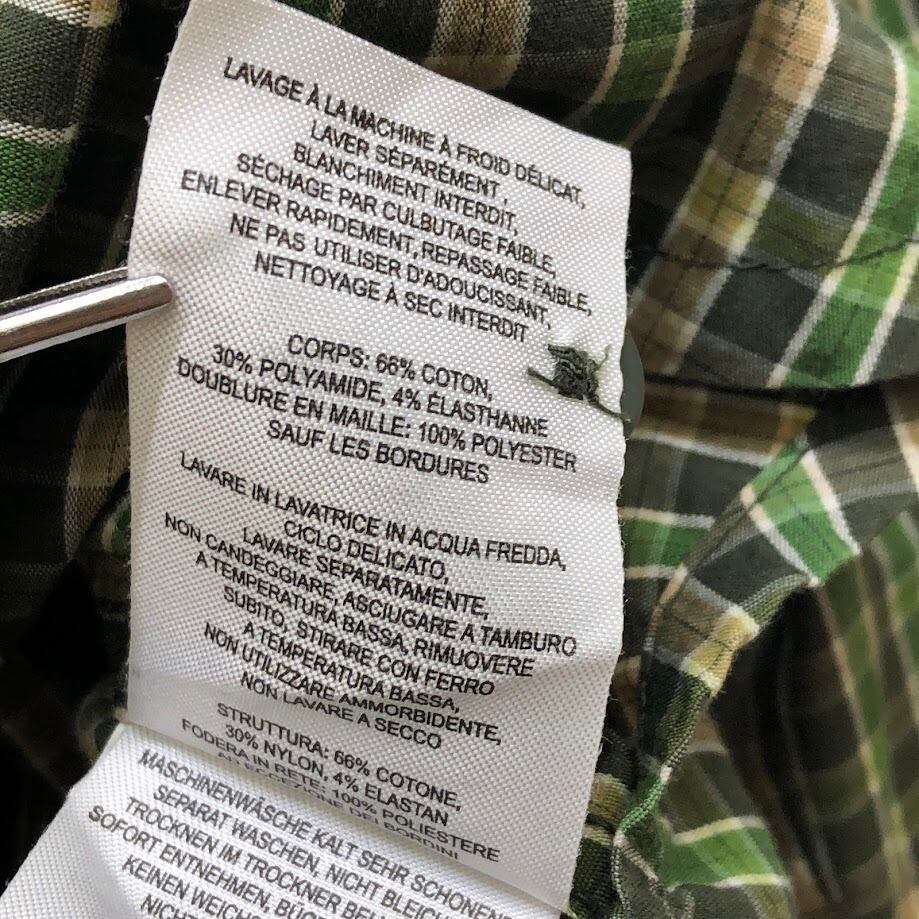 LAVAGE À LA MACHINE À FROID DÉLICAT,
LAVER SÉPARÉMENT,
BLANCHIMENT INTERDIT,
SÉCHAGE PAR CULBUTAGE FAIBLE,
ENLEVER RAPIDEMENT, REPASSAGE FAIBLE,
NE PAS UTILISER D'ADOUCISSANT,
NETTOYAGE À SEC INTERDIT
CORPS: 66% COTON,
30% POLYAMIDE, 4% ÉLASTHANNE
DOUBLURE EN MAILLE: 100% POLYESTER
SAUF LES BORDURES
LAVARE IN LAVATRICE IN ACQUA FREDDA,
CICLO DELICATO,
LAVARE SEPARATAMENTE,
NON CANDEGGIARE, ASCIUGARE A TAMBURO
A TEMPERATURA BASSA, RIMUOVERE
SUBITO, STIRARE CON FERRO
A TEMPERATURA BASSA,
NON UTILIZZARE AMMORBIDENTE,
NON LAVARE A SECCO
STRUTTURA: 66% COTONE,
30% NYLON, 4% ELASTAN
FODERA IN RETE: 100% POLIESTERE
AD ECCEZIONE DEI BORDINI
MASCHINENWÄSCHE KALT SEHR SCHONEND
SEPARAT WASCHEN, NICHT
TROCKNEN IM TROCKNER
SOFORT ENTNEHMEN,
KEINEN